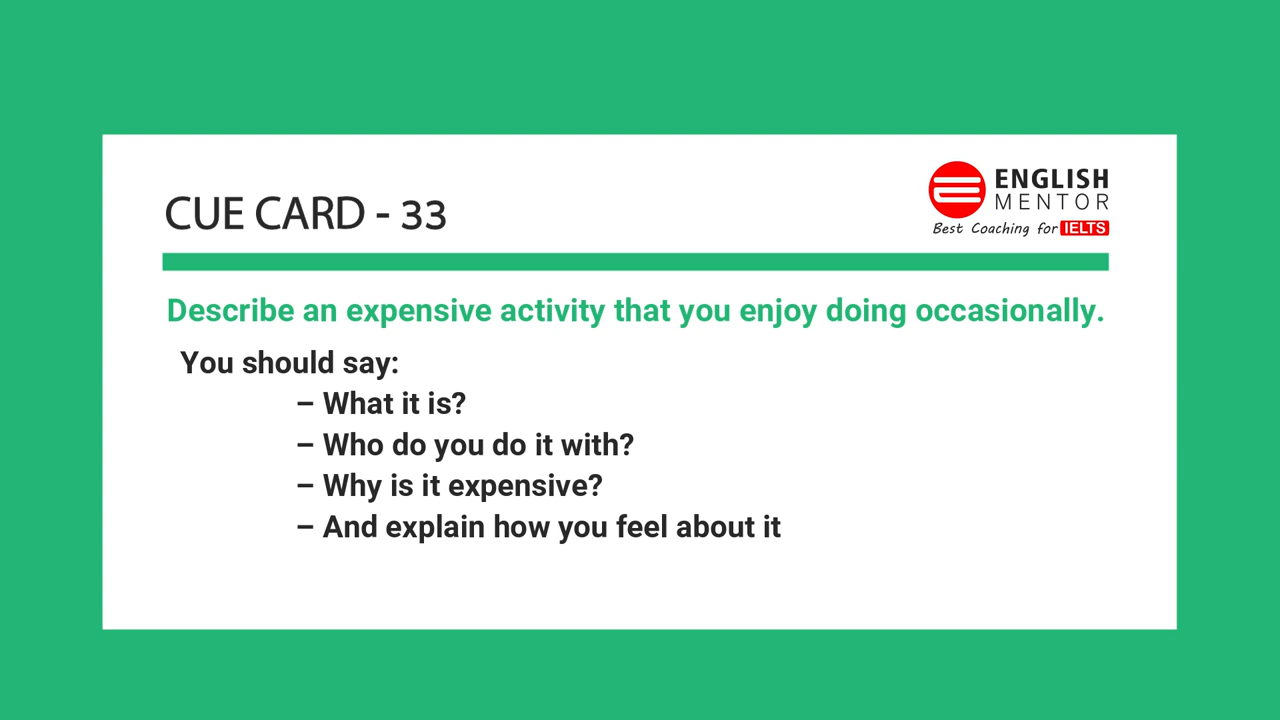 ENGLISH
MENTOR
Best Coaching for IELTS
CUE CARD - 33
Describe an expensive activity that you enjoy doing occasionally.
You should say:
– What it is?
– Who do you do it with?
– Why is it expensive?
– And explain how you feel about it